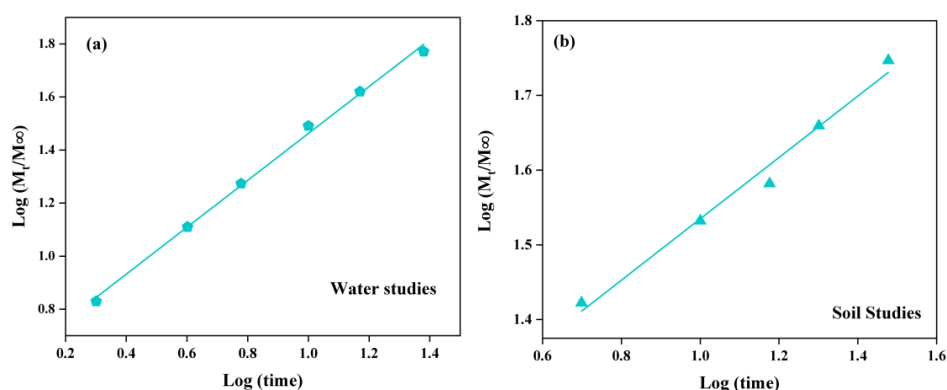 (a)
1.8
1.6
1.4
1.2
1.0
0.8
Log (Mt/M∞)
Water studies
0.2 0.4 0.6 0.8 1.0 1.2 1.4
Log (time)
(b)
1.8
1.7
1.6
1.5
1.4
Log (Mt/M∞)
Soil Studies
0.6 0.8 1.0 1.2 1.4 1.6
Log (time)